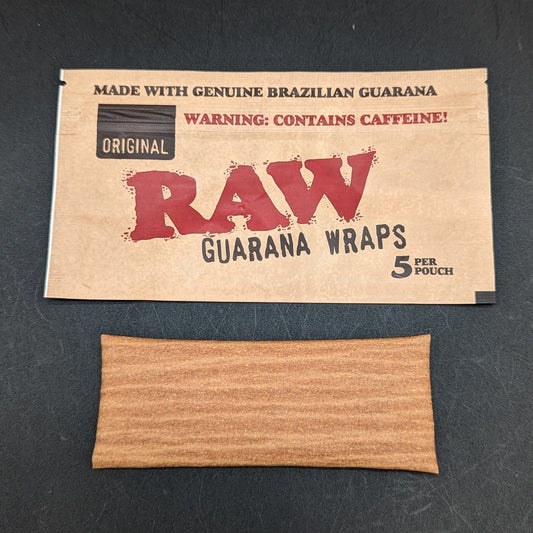 MADE WITH GENUINE BRAZILIAN GUARANA
WARNING: CONTAINS CAFFEINE!
ORIGINAL
RAW
GUARANA WRAPS
5 PER
POUCH